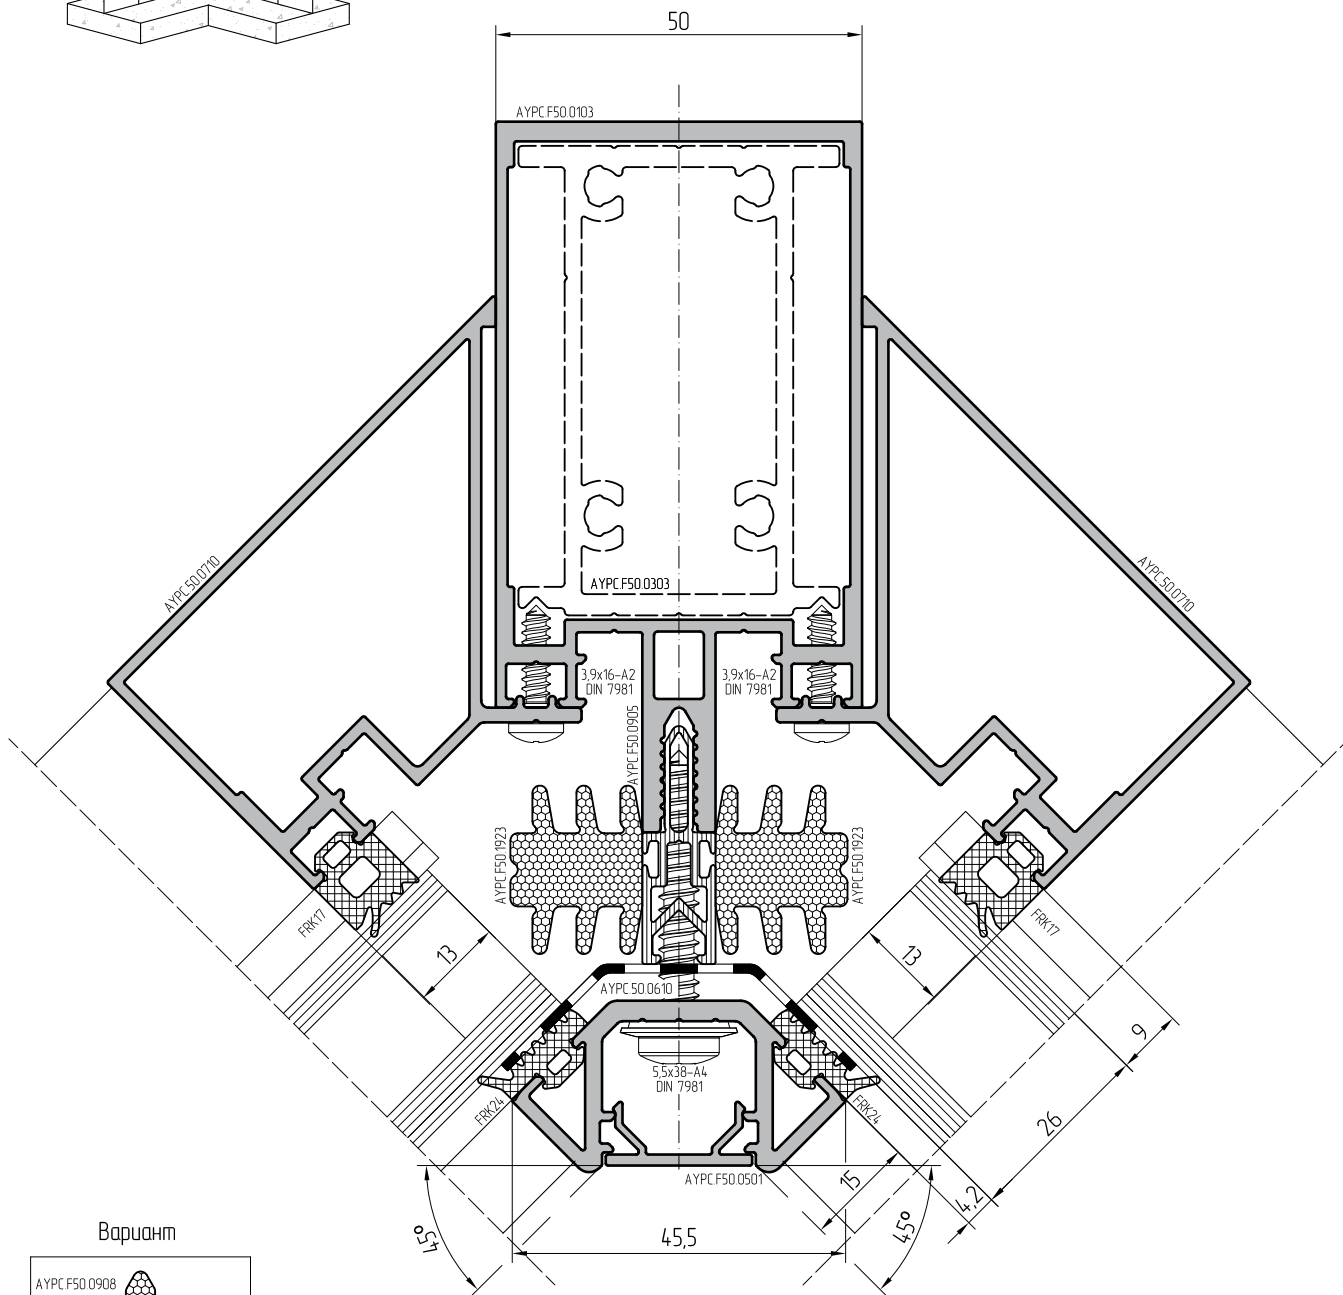 50
AYPC.F50.0103
AYPC.50.0710
AYPC.50.0710
AYPC.F50.0303
3,9x16-A2
DIN 7981
3,9x16-A2
DIN 7981
AYPC.F50.0905
AYPC.F50.1923
AYPC.F50.1923
FRK17
FRK17
13
13
AYPC.50.0610
9
5,5x38-A4
DIN 7981
FRK24
FRK24
26
15
4,2
AYPC.F50.0501
45°
45,5
45°
Вариант
AYPC.F50.0908